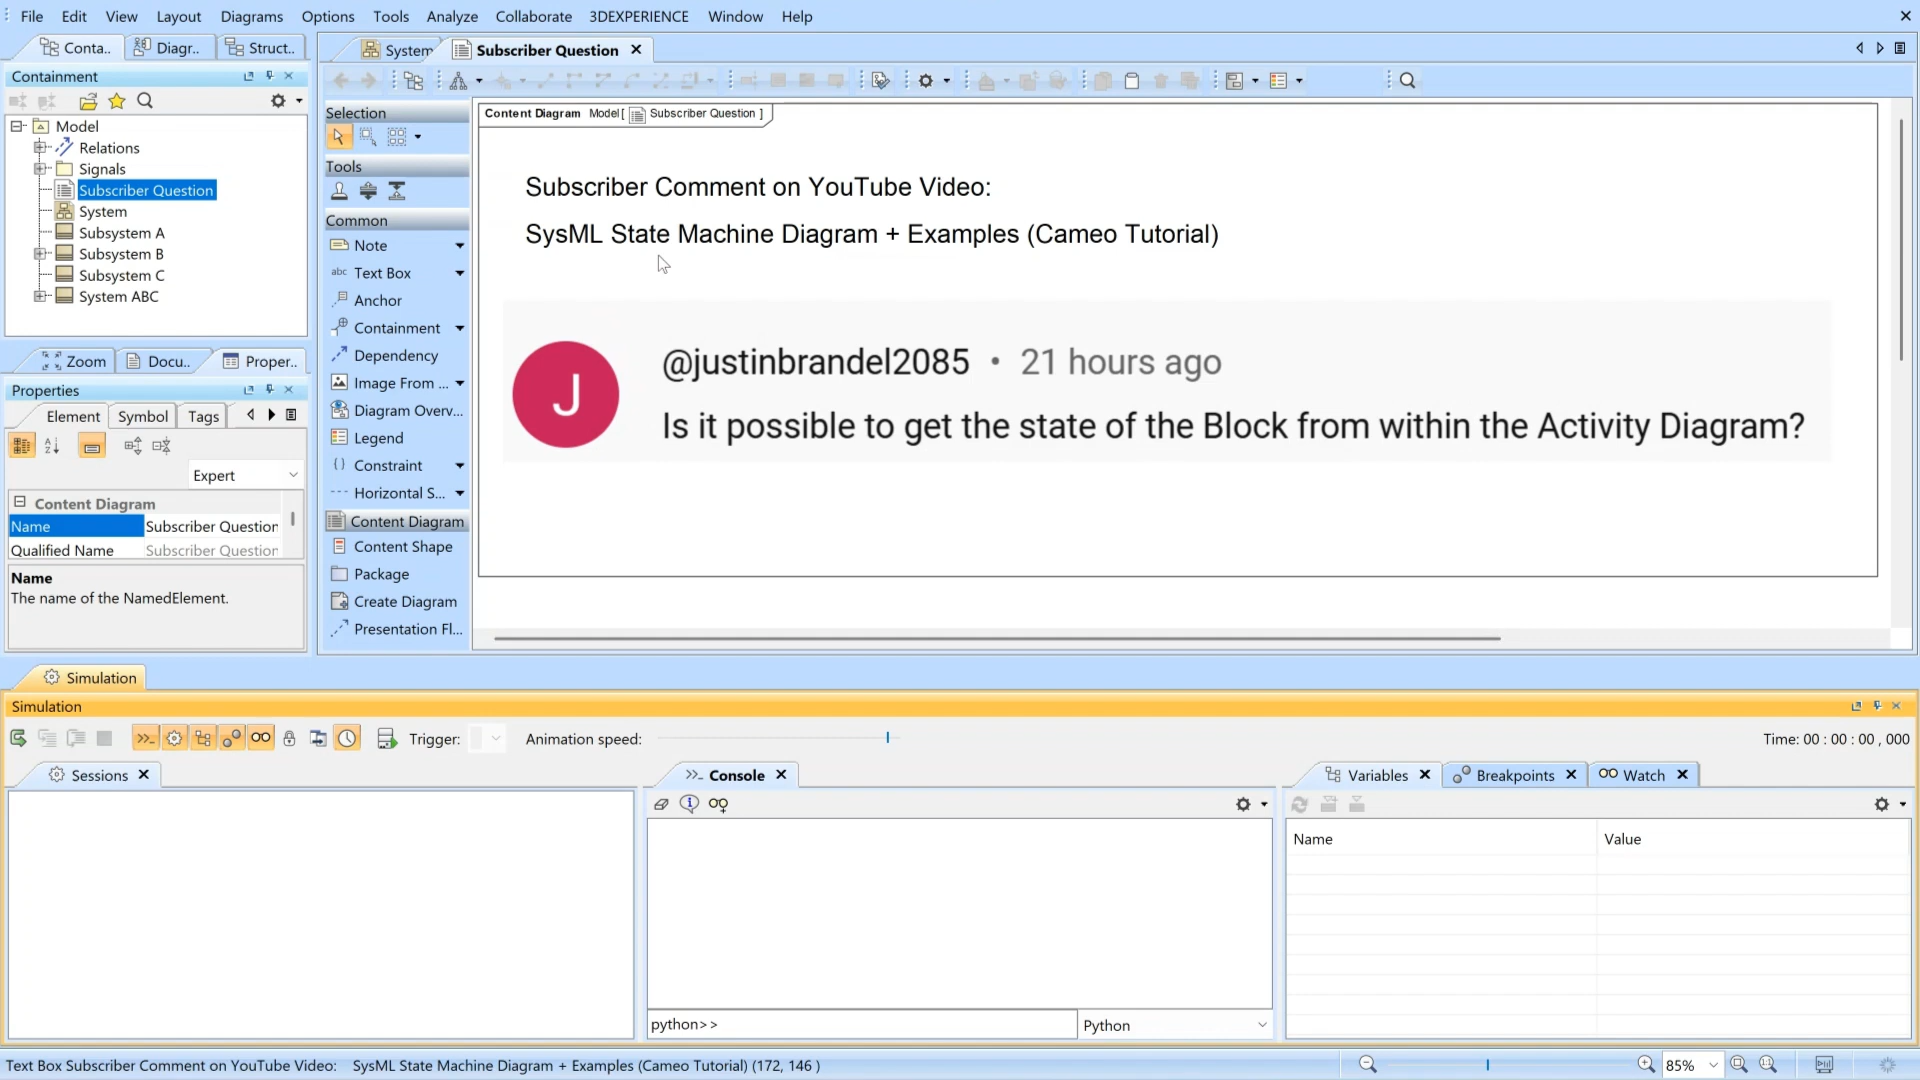 File Edit View Layout Diagrams Options Tools Analyze Collaborate 3DEXPERIENCE Window Help
Conta.. Diagr.. Struct..
System Subscriber Question
Containment
Model
Relations
Signals
Subscriber Question
System
Subsystem A
Subsystem B
Subsystem C
System ABC
Zoom Docu.. Proper..
Properties
Element Symbol Tags
Expert
Content Diagram
Name Subscriber Question
Qualified Name Subscriber Question
Name
The name of the NamedElement.
Selection
Tools
Common
Note
abc Text Box
Anchor
Containment
Dependency
Image From ...
Diagram Overv...
Legend
Constraint
Horizontal S...
Content Diagram
Content Shape
Package
Create Diagram
Presentation Fl...
Content Diagram Model [ Subscriber Question ]
Subscriber Comment on YouTube Video:
SysML State Machine Diagram + Examples (Cameo Tutorial)
J
@justinbrandel2085 • 21 hours ago
Is it possible to get the state of the Block from within the Activity Diagram?
Simulation
Simulation
Trigger: Animation speed: Time: 00 : 00 : 00 , 000
Sessions
Console
Variables Breakpoints Watch
Name Value
python>> Python
Text Box Subscriber Comment on YouTube Video: SysML State Machine Diagram + Examples (Cameo Tutorial) (172, 146 ) 85%